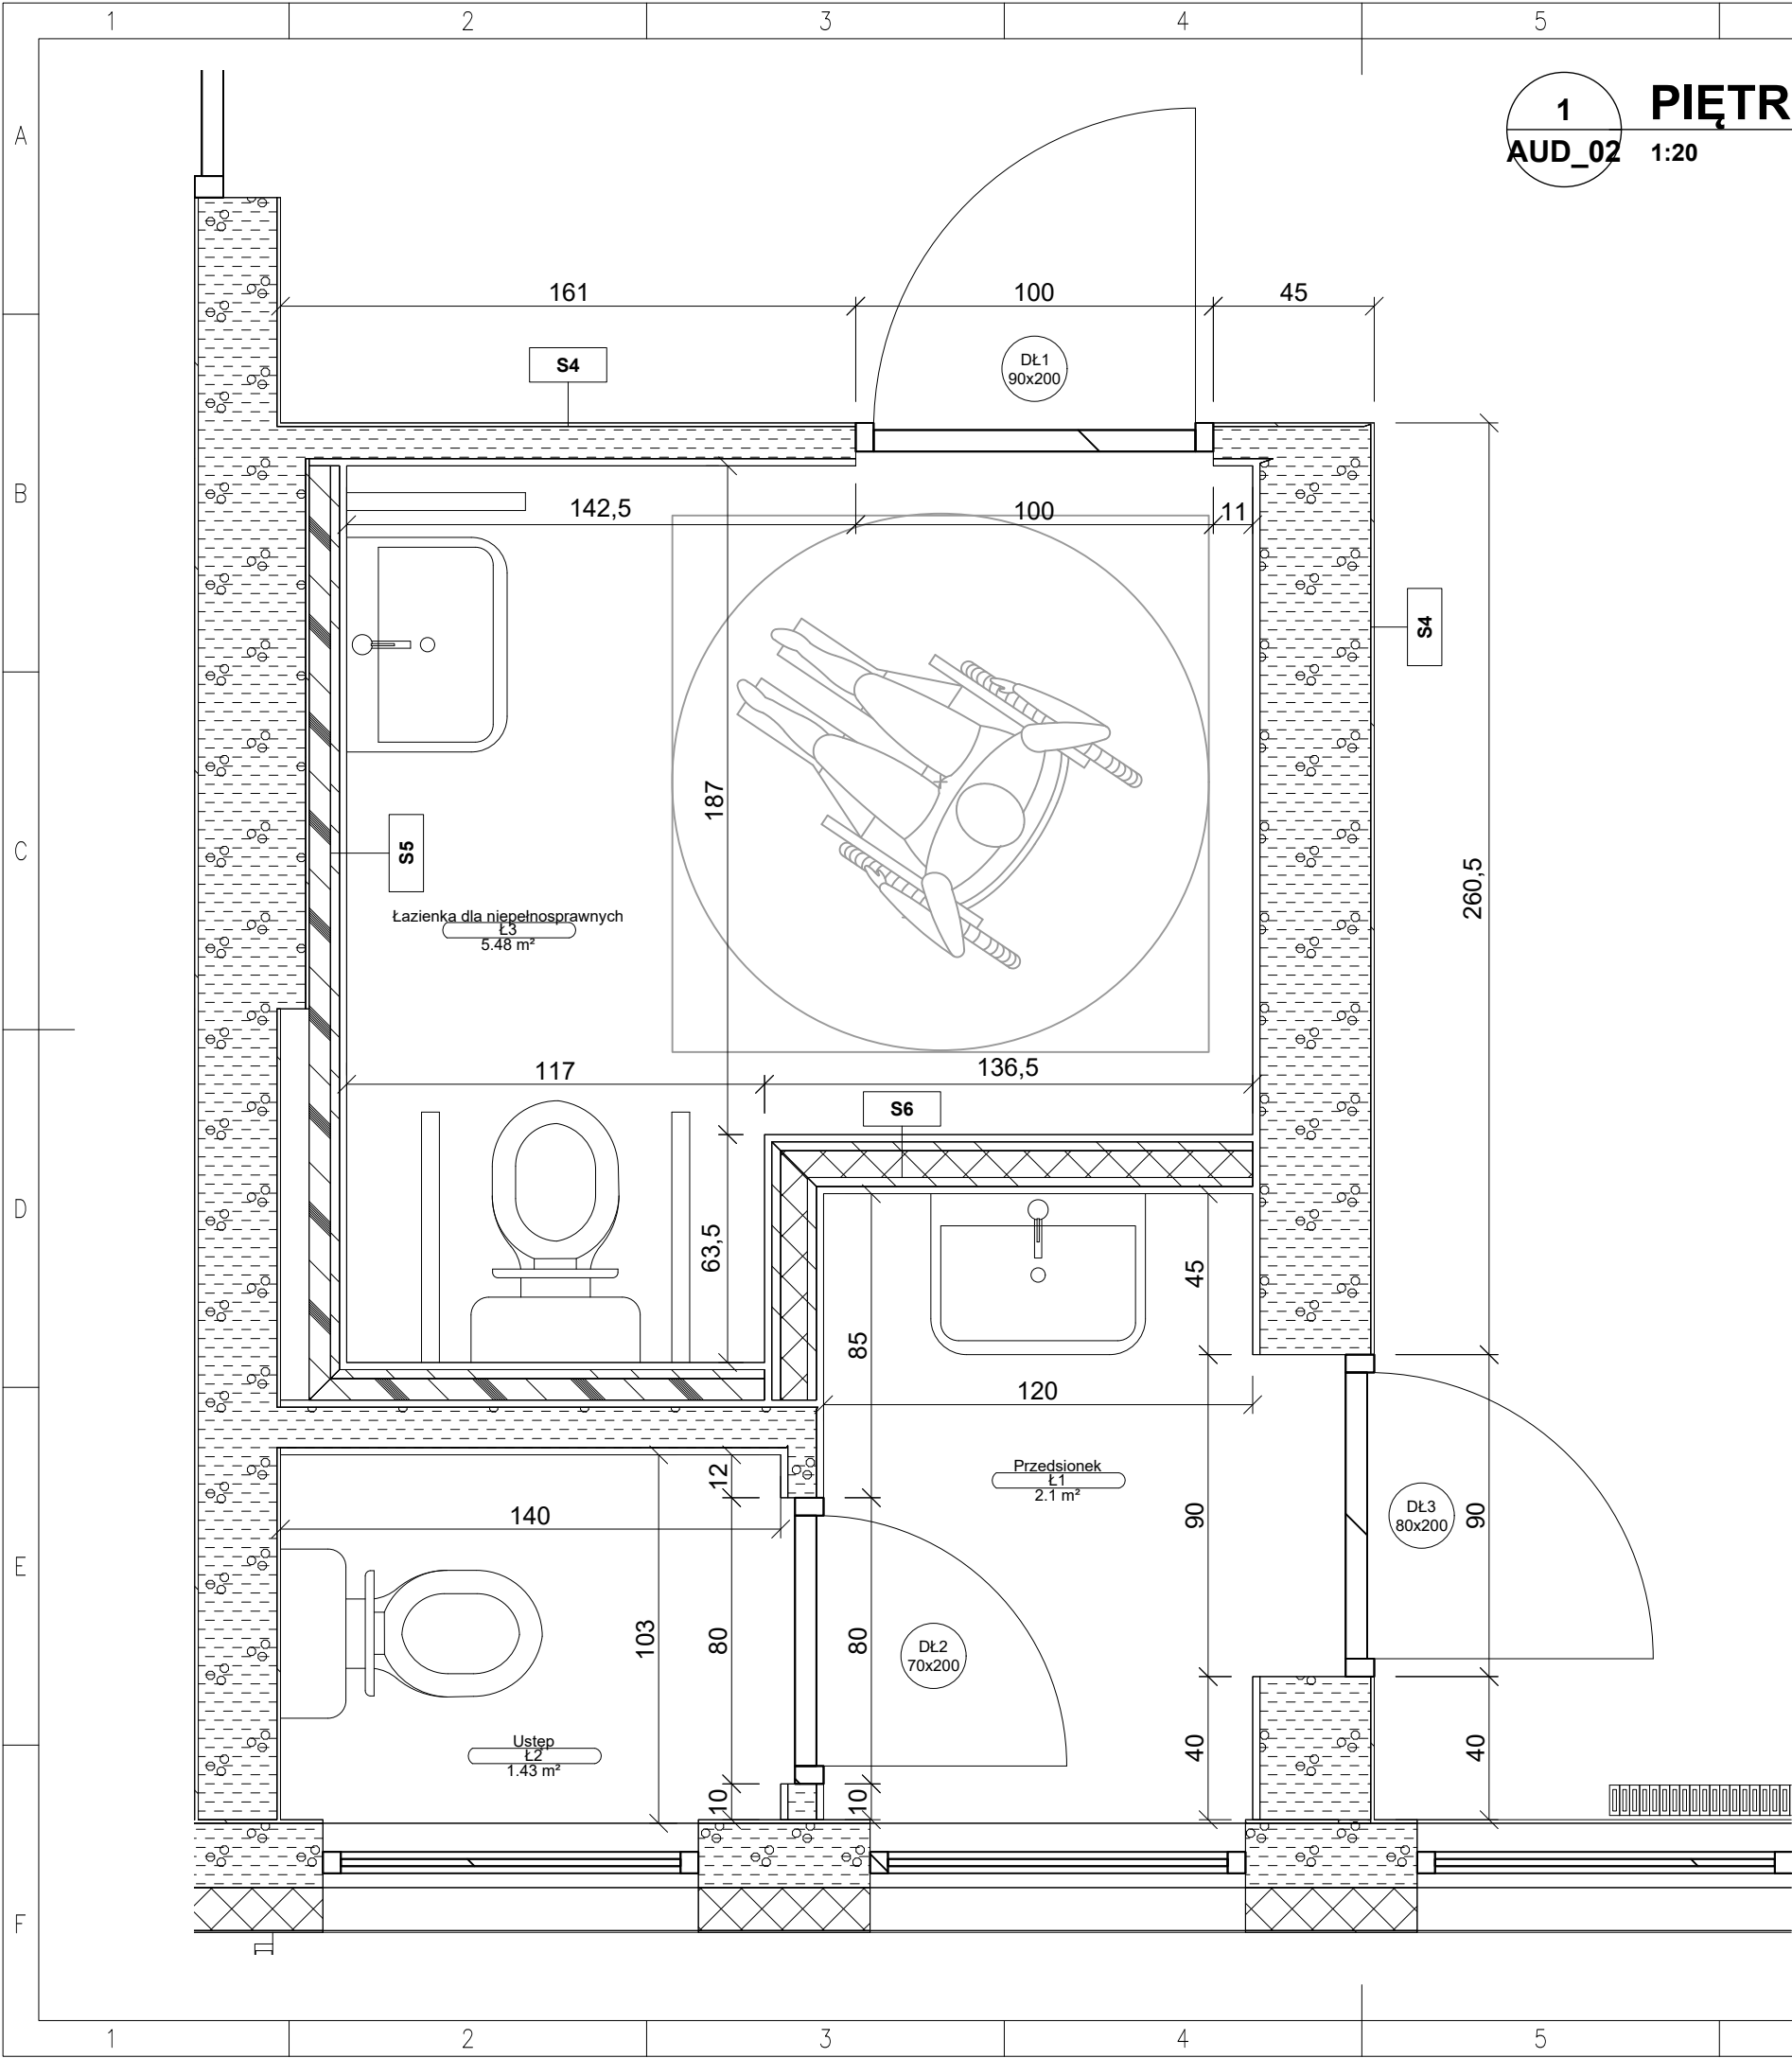 1 2 3 4 5
A
B
C
D
E
F
1
AUD_02
PIĘTR
1:20
161
100
45
S4
DŁ1
90x200
142,5
100
11
S4
187
S5
260,5
Łazienka dla niepełnosprawnych
Ł3
5.48 m²
117
136,5
S6
63,5
45
85
120
12
Przedsionek
Ł1
2.1 m²
140
90
DŁ3
80x200
90
103
80
80
DŁ2
70x200
Ustęp
Ł2
1.43 m²
40
40
10
10
1 2 3 4 5